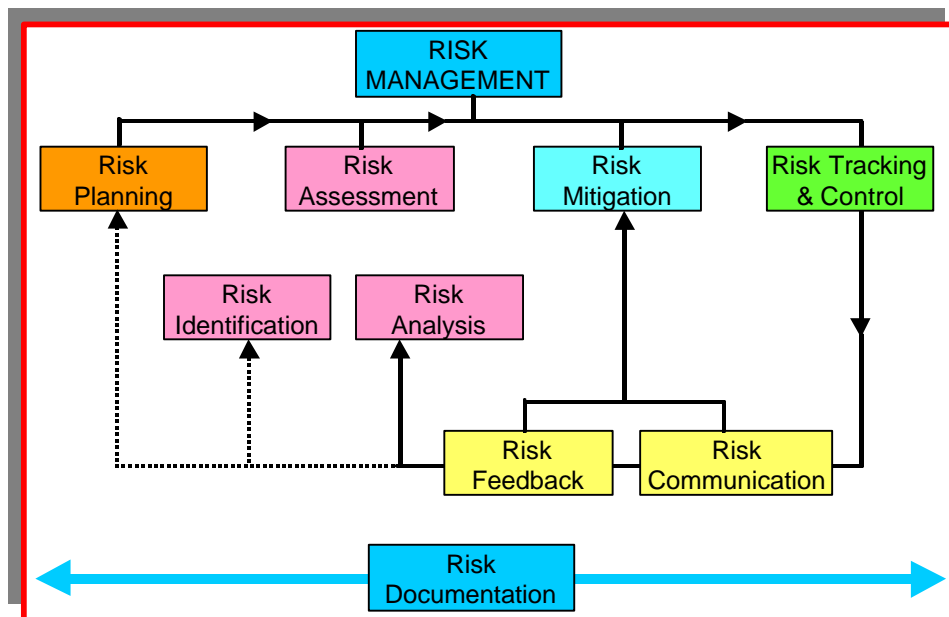 RISK
MANAGEMENT
Risk
Planning
Risk
Assessment
Risk
Mitigation
Risk Tracking
& Control
Risk
Identification
Risk
Analysis
Risk
Feedback
Risk
Communication
Risk
Documentation